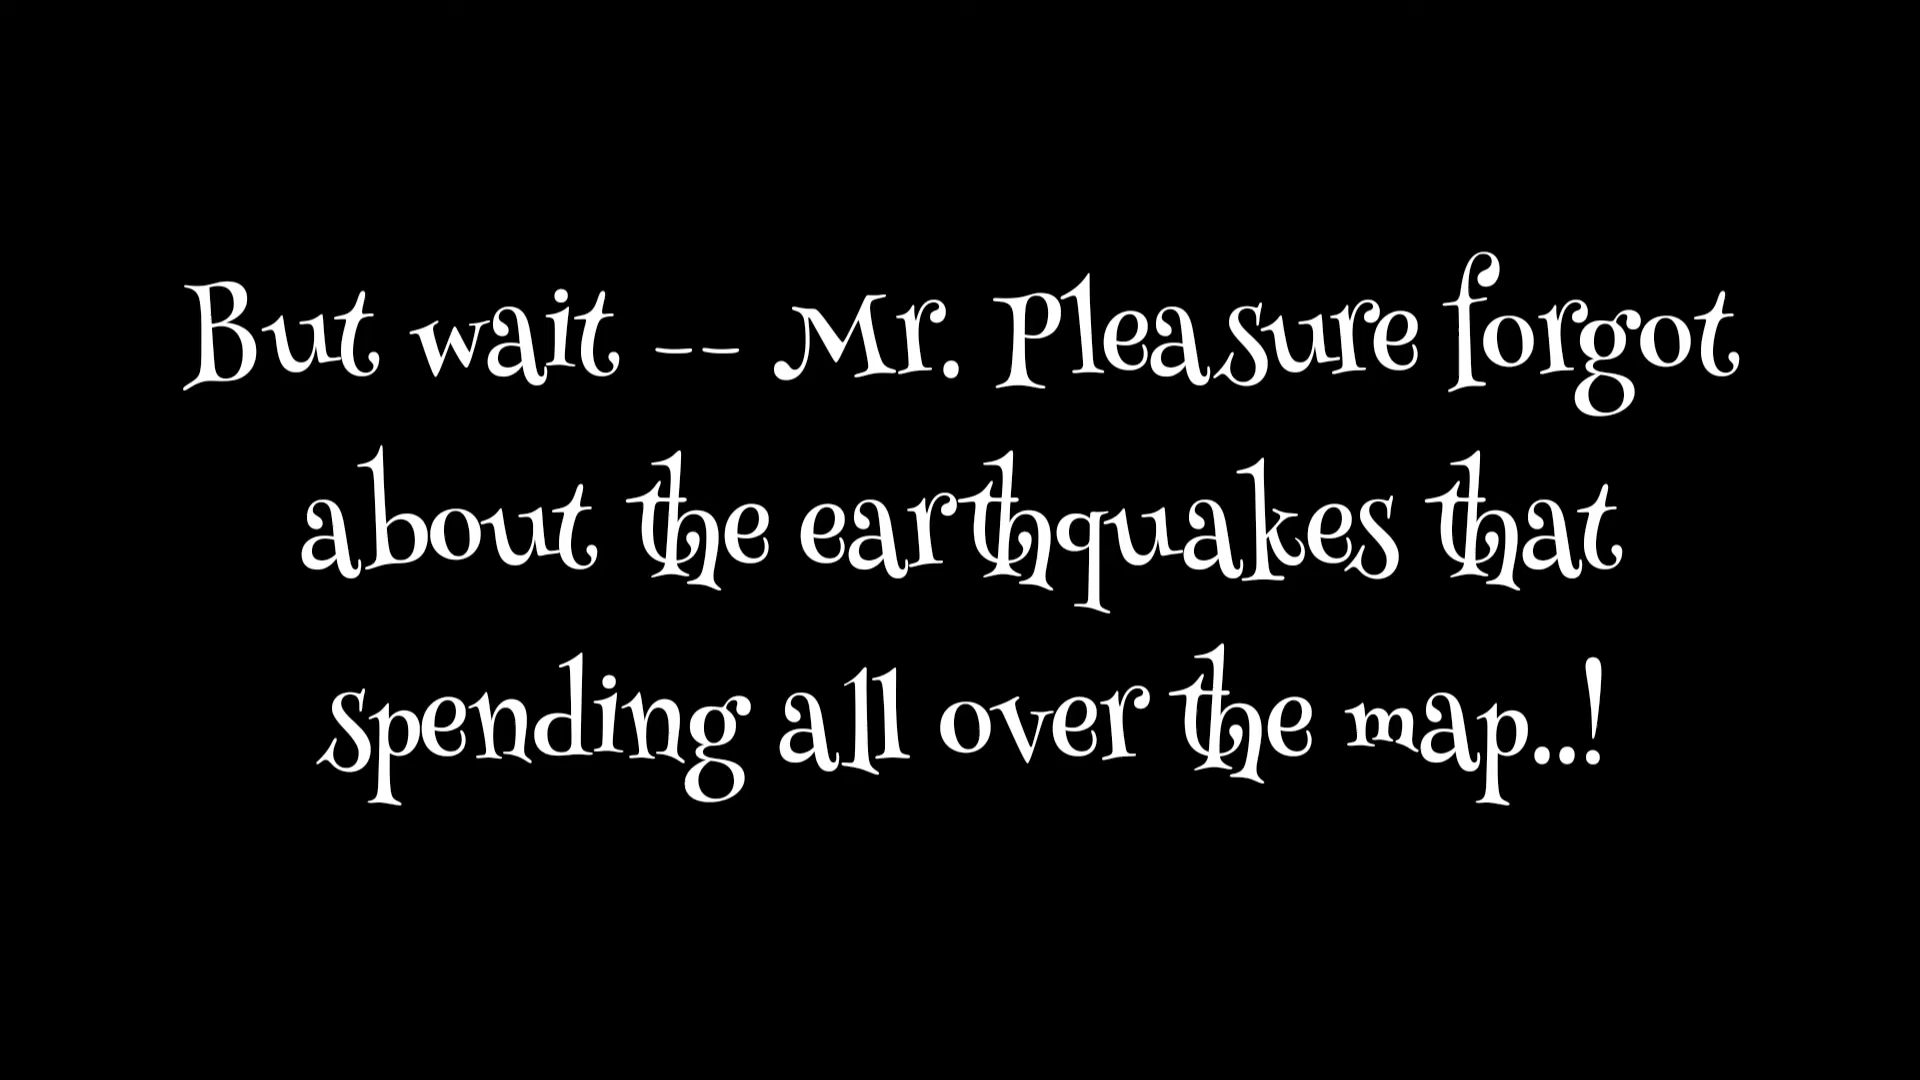 But wait -- Mr. Pleasure forgot
about the earthquakes that
spending all over the map..!